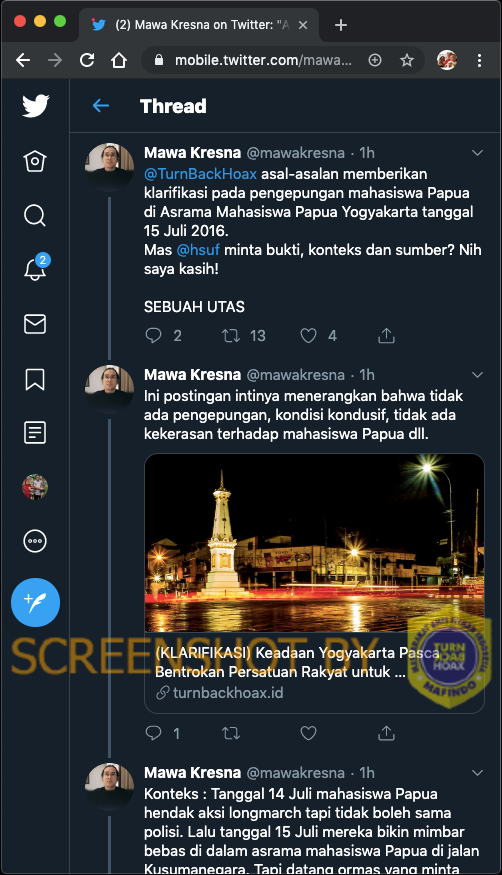 (2) Mawa Kresna on Twitter: "A
mobile.twitter.com/mawa...
Thread
Mawa Kresna @mawakresna · 1h
@TurnBackHoax asal-asalan memberikan
klarifikasi pada pengepungan mahasiswa Papua
di Asrama Mahasiswa Papua Yogyakarta tanggal
15 Juli 2016.
Mas @hsuf minta bukti, konteks dan sumber? Nih
saya kasih!
SEBUAH UTAS
2 13 4
2
Mawa Kresna @mawakresna · 1h
Ini postingan intinya menerangkan bahwa tidak
ada pengepungan, kondisi kondusif, tidak ada
kekerasan terhadap mahasiswa Papua dll.
SCREENSHOT BY
TURN
BACK
HOAX
MAFINDO
(KLARIFIKASI) Keadaan Yogyakarta Pasca
Bentrokan Persatuan Rakyat untuk ...
turnbackhoax.id
1
Mawa Kresna @mawakresna · 1h
Konteks : Tanggal 14 Juli mahasiswa Papua
hendak aksi longmarch tapi tidak boleh sama
polisi. Lalu tanggal 15 Juli mereka bikin mimbar
bebas di dalam asrama mahasiswa Papua di jalan
Kusumanegara. Tapi datang ormas yang minta